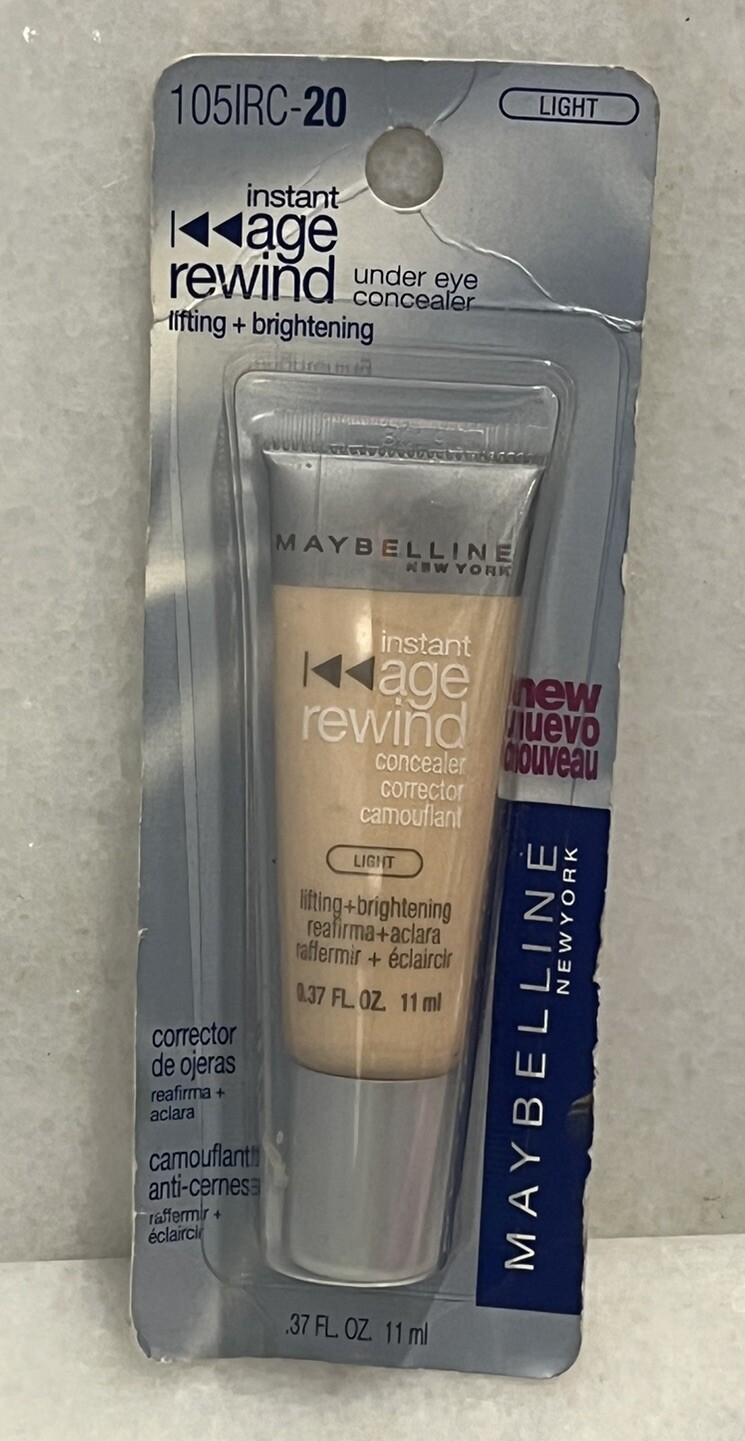 105IRC-20
LIGHT
instant
age
rewind
under eye
concealer
lifting + brightening
MAYBELLINE
NEW YORK
instant
age
rewind
concealer
corrector
camouflant
LIGHT
lifting+brightening
reafirma+aclara
raffermir + éclaircir
0.37 FL. OZ. 11 ml
new
nuevo
nouveau
MAYBELLINE
NEW YORK
corrector
de ojeras
reafirma +
aclara
camouflant
anti-cernes
raffermir +
éclaircir
.37 FL. OZ. 11 ml